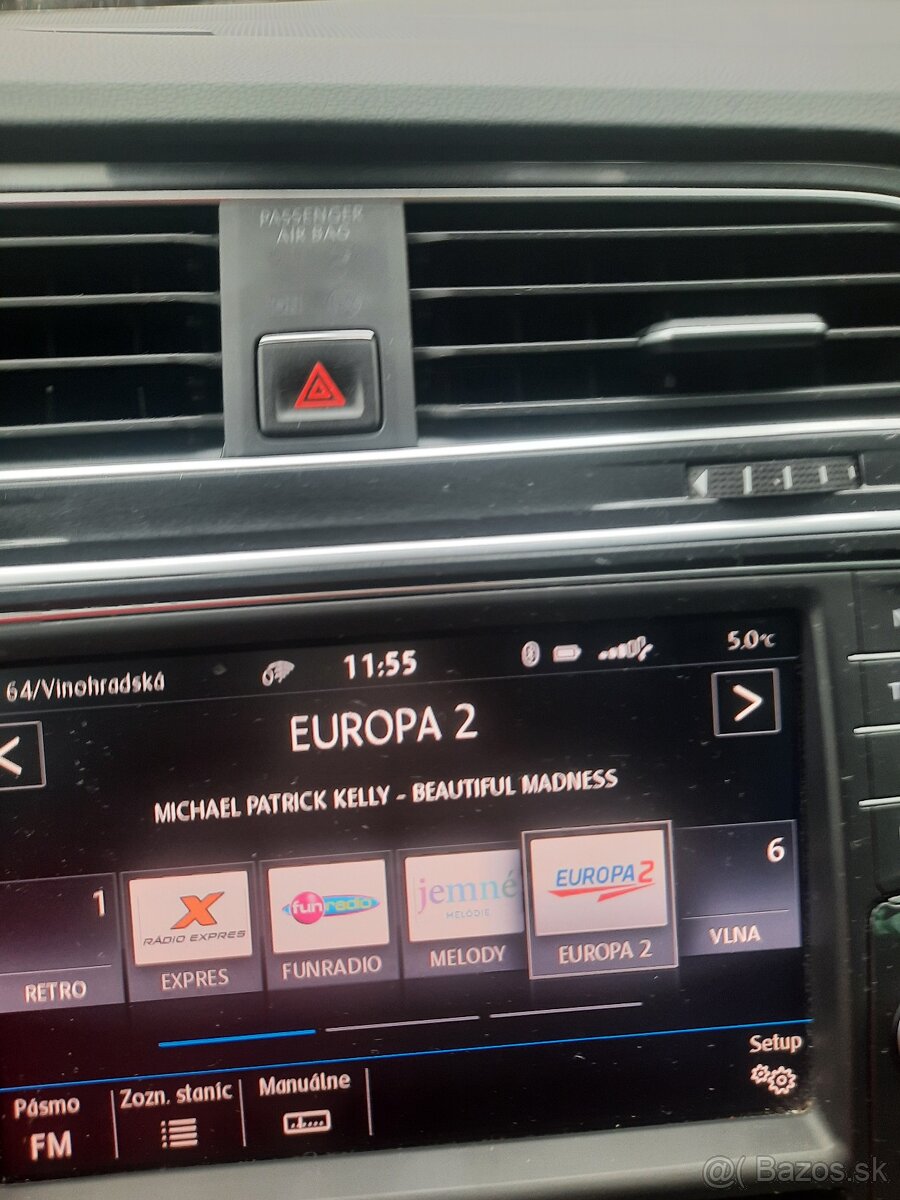 PASSENGER
AIR BAG
64/Vinohradská
11:55
5.0°C
<
EUROPA 2
>
MICHAEL PATRICK KELLY - BEAUTIFUL MADNESS
1
RETRO
X
RÁDIO EXPRES
EXPRES
funradio
FUNRADIO
jemné
MELODIE
MELODY
EUROPA 2
EUROPA 2
6
VLNA
Setup
Pásmo
FM
Zozn. staníc
Manuálne
@( Bazos.sk